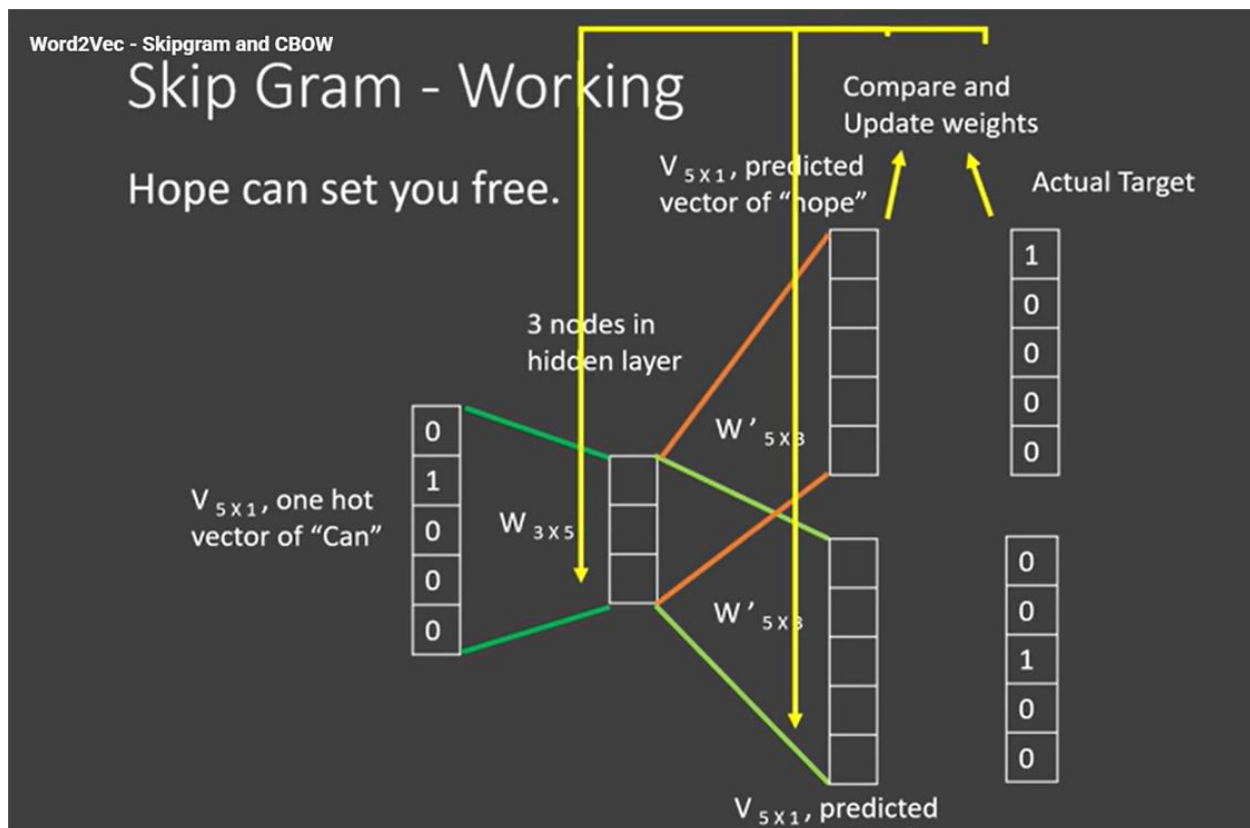 Word2Vec - Skipgram and CBOW
Skip Gram - Working
Compare and
Update weights
Hope can set you free.
V 5 X 1, predicted
vector of “hope”
Actual Target
3 nodes in
hidden layer
1
0
0
0
0
W ’ 5 X 3
V 5 X 1, one hot
vector of “Can”
0
1
0
0
0
W 3 X 5
W ’ 5 X 3
0
0
1
0
0
V 5 X 1, predicted